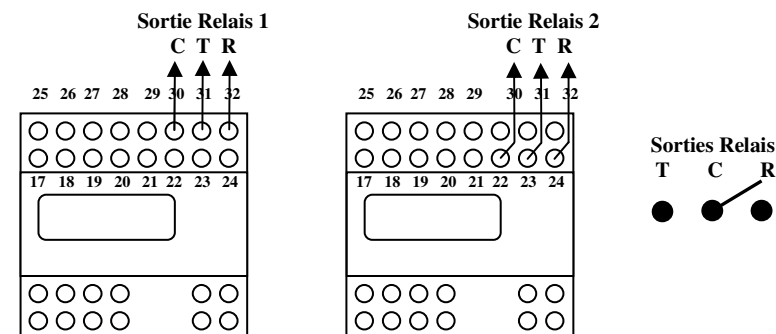 Sortie Relais 1
C T R
25 26 27 28 29 30 31 32
17 18 19 20 21 22 23 24
Sortie Relais 2
C T R
25 26 27 28 29 30 31 32
17 18 19 20 21 22 23 24
Sorties Relais
T C R